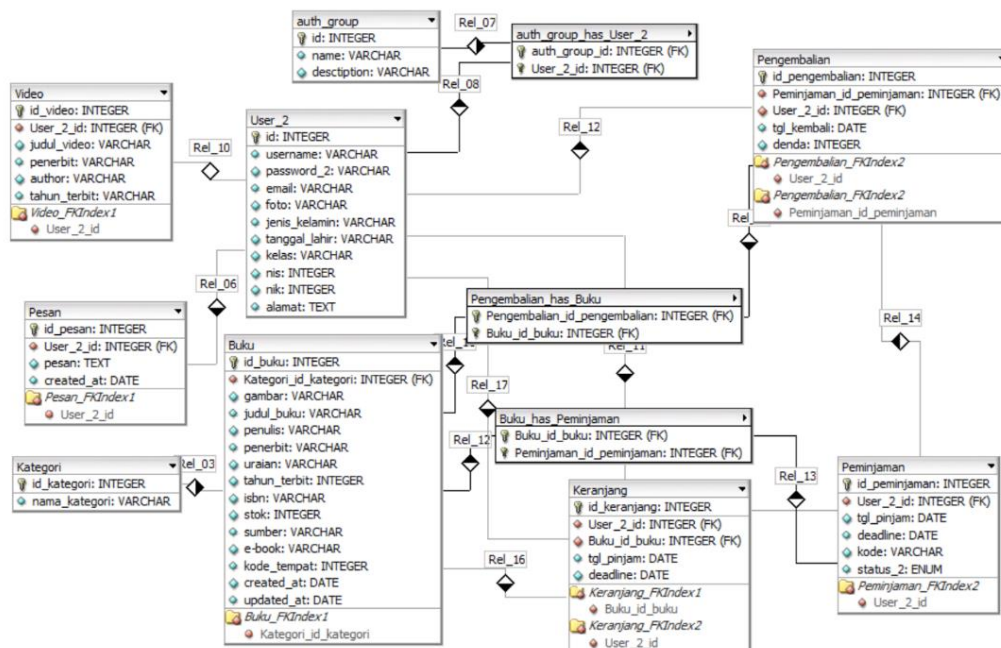 auth_group
id: INTEGER
name: VARCHAR
desctiption: VARCHAR
Rel_07
auth_group_has_User_2
auth_group_id: INTEGER (FK)
User_2_id: INTEGER (FK)
Rel_08
Pengembalian
id_pengembalian: INTEGER
Peminjaman_id_peminjaman: INTEGER (FK)
User_2_id: INTEGER (FK)
tgl_kembali: DATE
denda: INTEGER
Pengembalian_FKIndex2
User_2_id
Pengembalian_FKIndex2
Peminjaman_id_peminjaman
Video
id_video: INTEGER
User_2_id: INTEGER (FK)
judul_video: VARCHAR
penerbit: VARCHAR
author: VARCHAR
tahun_terbit: VARCHAR
Video_FKIndex1
User_2_id
Rel_10
User_2
id: INTEGER
username: VARCHAR
password_2: VARCHAR
email: VARCHAR
foto: VARCHAR
jenis_kelamin: VARCHAR
tanggal_lahir: VARCHAR
kelas: VARCHAR
nis: INTEGER
nik: INTEGER
alamat: TEXT
Rel_12
Rel_
Rel_06
Pesan
id_pesan: INTEGER
User_2_id: INTEGER (FK)
pesan: TEXT
created_at: DATE
Pesan_FKIndex1
User_2_id
Pengembalian_has_Buku
Pengembalian_id_pengembalian: INTEGER (FK)
Buku_id_buku: INTEGER (FK)
Rel_11
Rel_14
Buku
id_buku: INTEGER
Kategori_id_kategori: INTEGER (FK)
gambar: VARCHAR
judul_buku: VARCHAR
penulis: VARCHAR
penerbit: VARCHAR
uraian: VARCHAR
tahun_terbit: INTEGER
isbn: VARCHAR
stok: INTEGER
sumber: VARCHAR
e-book: VARCHAR
kode_tempat: INTEGER
created_at: DATE
updated_at: DATE
Buku_FKIndex1
Kategori_id_kategori
Rel_17
Rel_12
Buku_has_Peminjaman
Buku_id_buku: INTEGER (FK)
Peminjaman_id_peminjaman: INTEGER (FK)
Rel_13
Kategori
id_kategori: INTEGER
nama_kategori: VARCHAR
Rel_03
Rel_16
Keranjang
id_keranjang: INTEGER
User_2_id: INTEGER (FK)
Buku_id_buku: INTEGER (FK)
tgl_pinjam: DATE
deadline: DATE
Keranjang_FKIndex1
Buku_id_buku
Keranjang_FKIndex2
User_2_id
Peminjaman
id_peminjaman: INTEGER
User_2_id: INTEGER (FK)
tgl_pinjam: DATE
deadline: DATE
kode: VARCHAR
status_2: ENUM
Peminjaman_FKIndex2
User_2_id